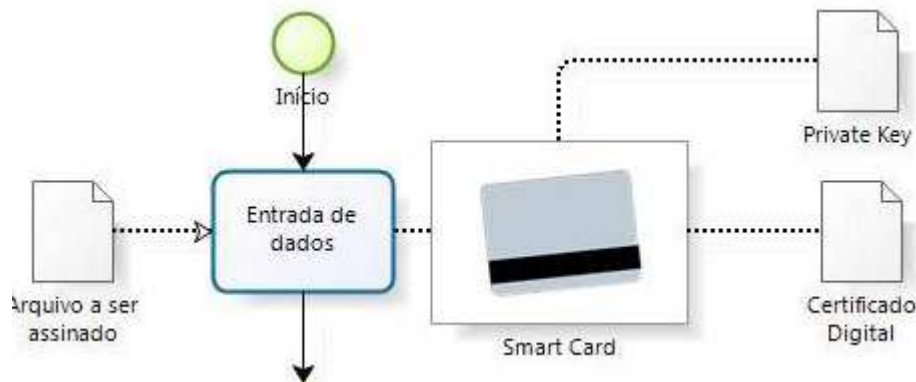 Início
Private Key
Entrada de
dados
Arquivo a ser
assinado
Smart Card
Certificado
Digital